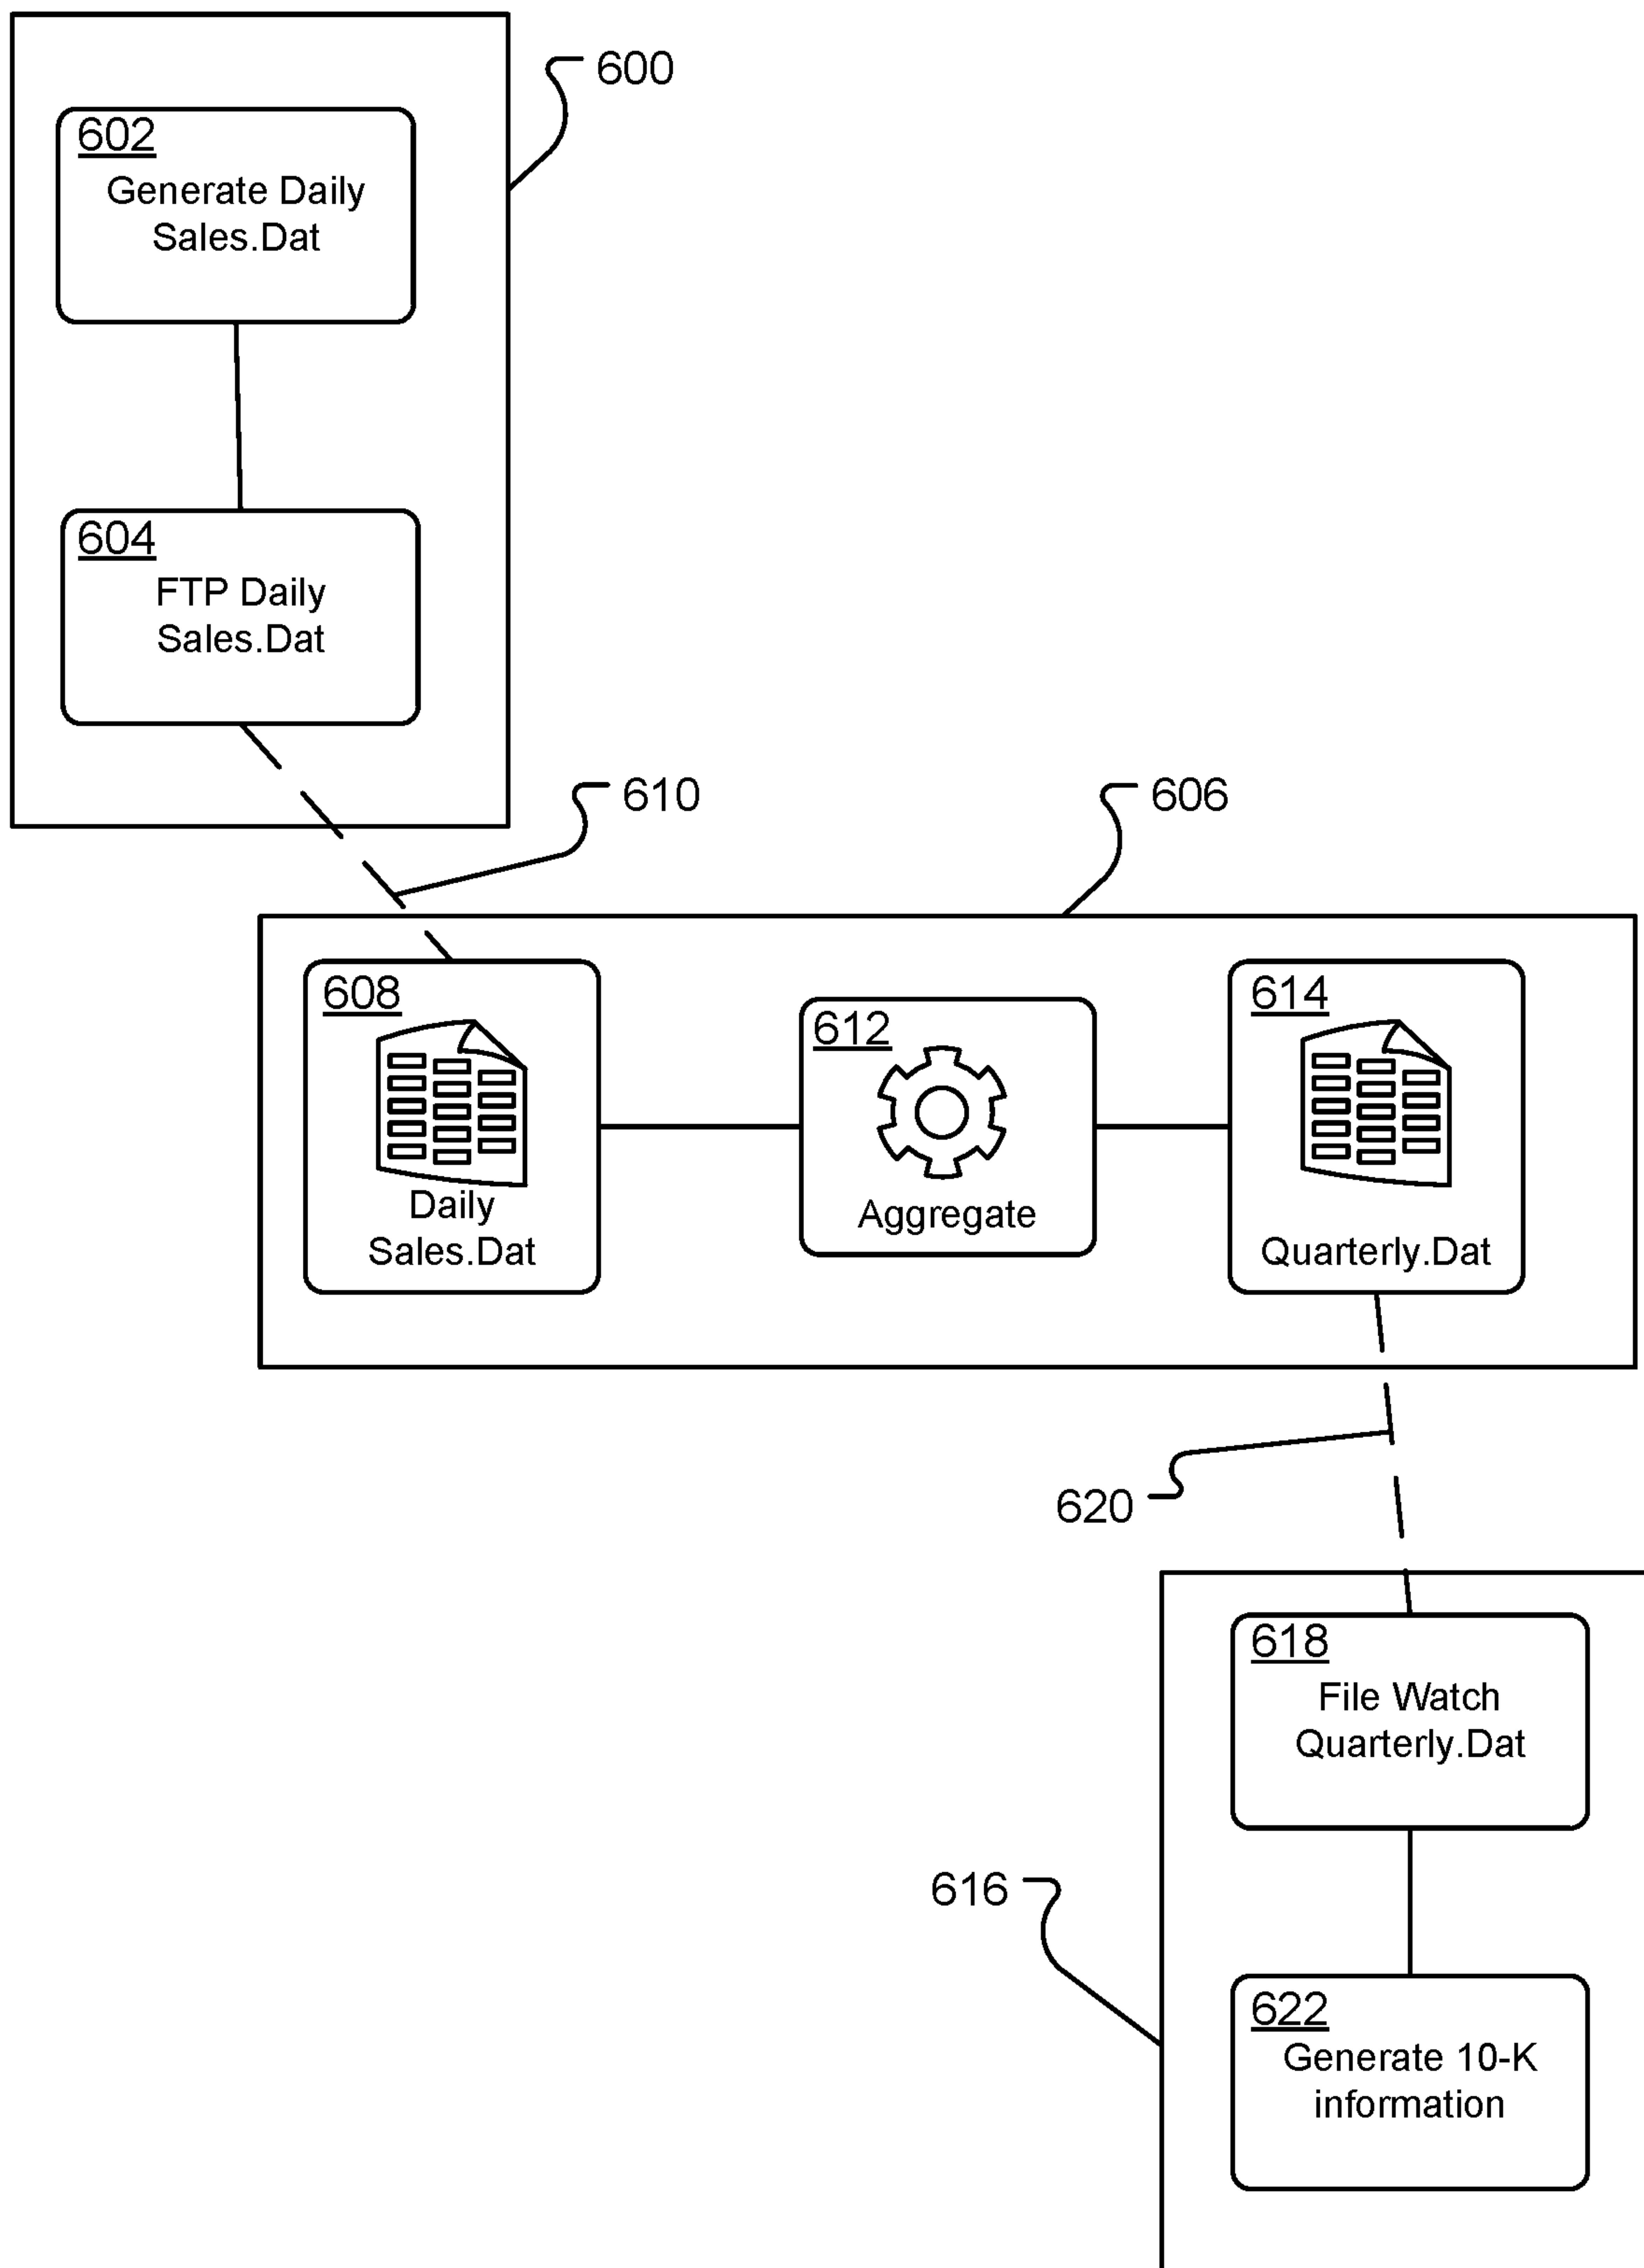 600
602
Generate Daily
Sales.Dat
604
FTP Daily
Sales.Dat
610
606
608
Daily
Sales.Dat
612
Aggregate
614
Quarterly.Dat
620
618
File Watch
Quarterly.Dat
616
622
Generate 10-K
information